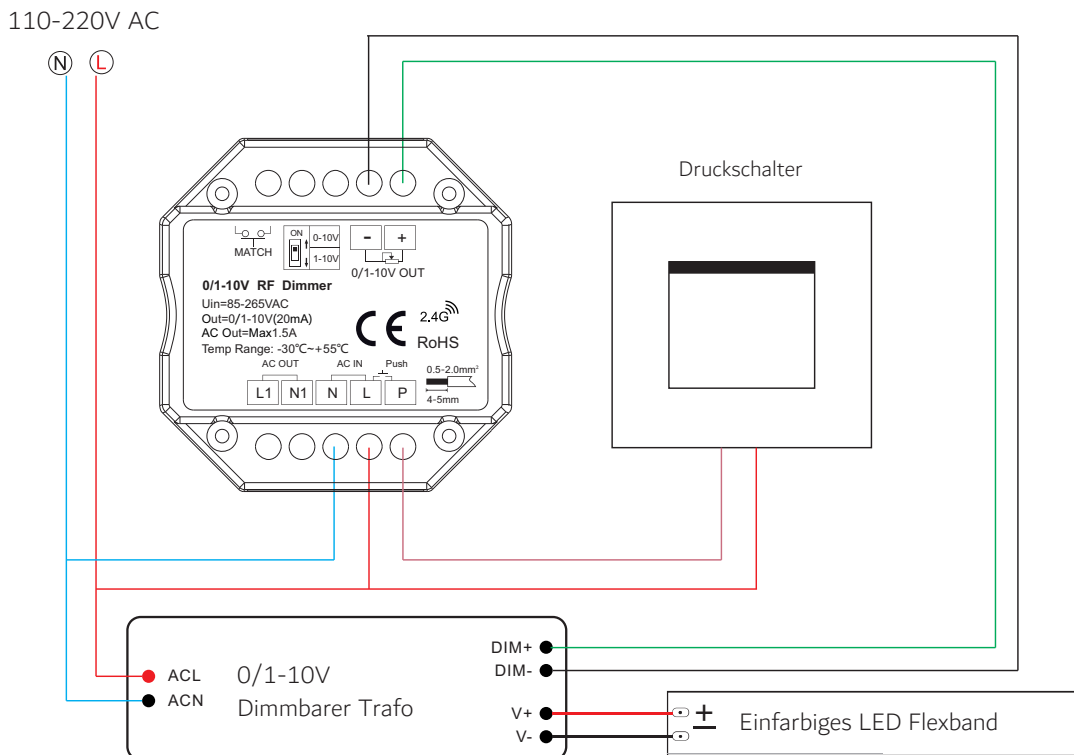 110-220V AC
N L
Druckschalter
MATCH
ON
0-10V
1-10V
- +
0/1-10V OUT
0/1-10V RF Dimmer
Uin=85-265VAC
Out=0/1-10V(20mA)
AC Out=Max1.5A
Temp Range: -30℃~+55℃
CE
2.4G
RoHS
AC OUT AC IN Push
L1 N1 N L P
0.5-2.0mm²
4-5mm
ACL
ACN
0/1-10V
Dimmbarer Trafo
DIM+
DIM-
V+
V-
+
-
Einfarbiges LED Flexband